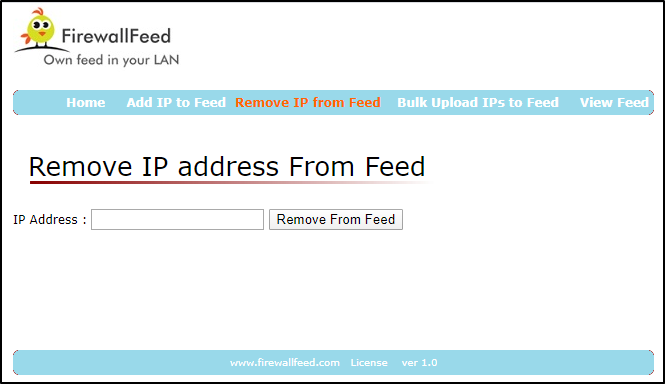 FirewallFeed
Own feed in your LAN
Home Add IP to Feed Remove IP from Feed Bulk Upload IPs to Feed View Feed
Remove IP address From Feed
IP Address : Remove From Feed
www.firewallfeed.com License ver 1.0